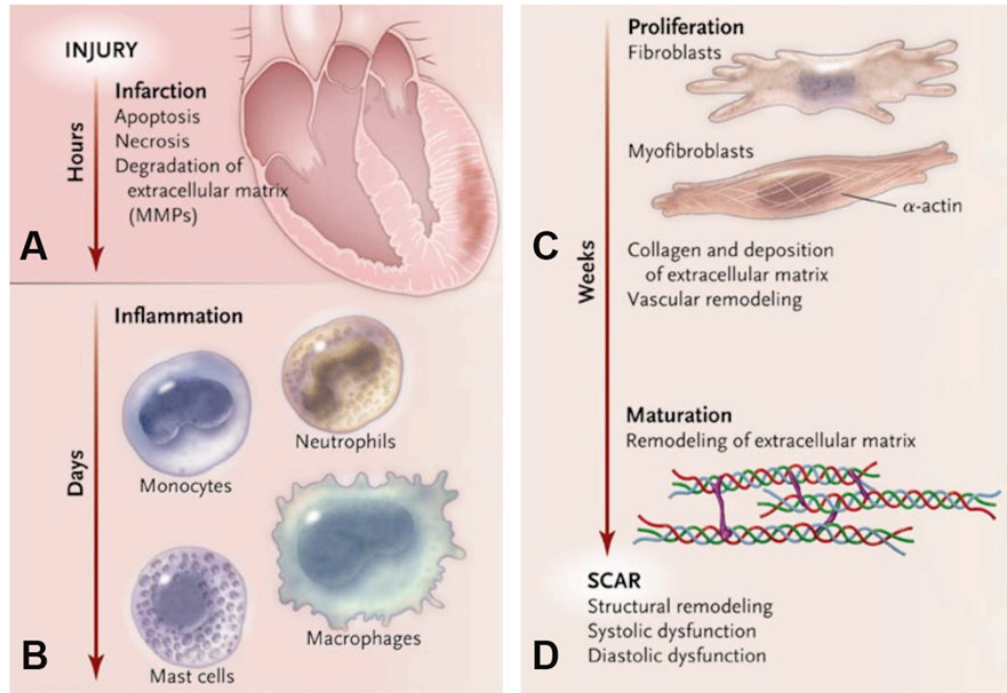 INJURY
Hours
Infarction
Apoptosis
Necrosis
Degradation of
extracellular matrix
(MMPs)
A
Days
Inflammation
Neutrophils
Monocytes
Macrophages
Mast cells
B
Weeks
Proliferation
Fibroblasts
Myofibroblasts
α-actin
C
Collagen and deposition
of extracellular matrix
Vascular remodeling
Maturation
Remodeling of extracellular matrix
SCAR
Structural remodeling
Systolic dysfunction
Diastolic dysfunction
D